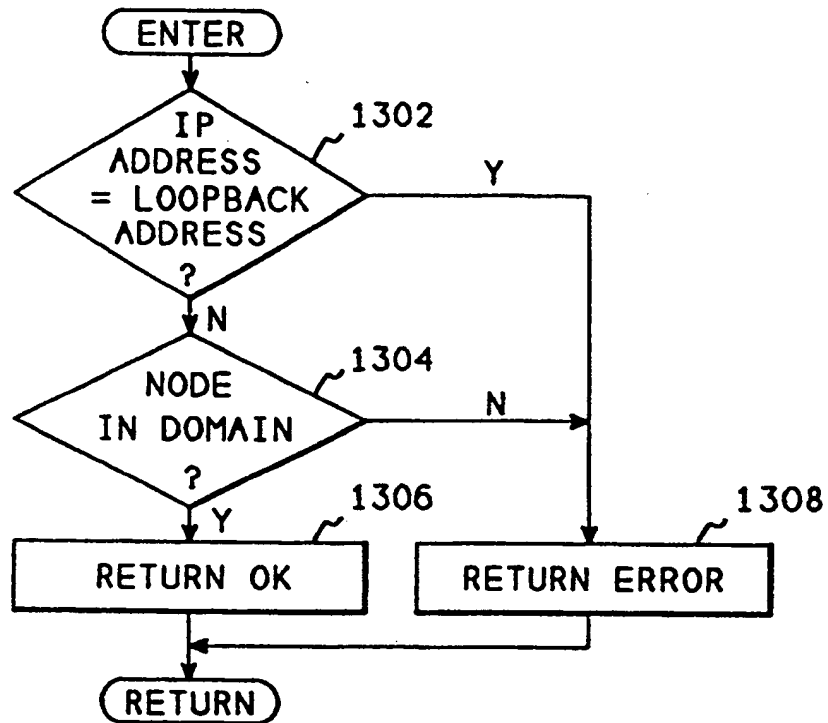 ENTER
1302
IP
ADDRESS
= LOOPBACK
ADDRESS
?
Y
N
1304
NODE
IN DOMAIN
?
N
Y
1306
RETURN OK
1308
RETURN ERROR
RETURN